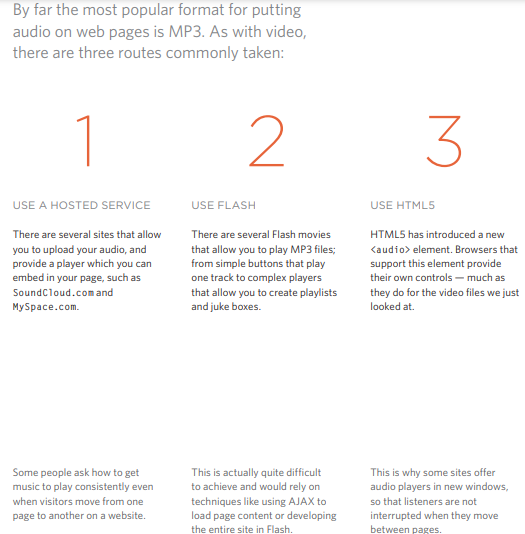 By far the most popular format for putting
audio on web pages is MP3. As with video,
there are three routes commonly taken:
1
USE A HOSTED SERVICE
There are several sites that allow
you to upload your audio, and
provide a player which you can
embed in your page, such as
SoundCloud.com and
MySpace.com.
2
USE FLASH
There are several Flash movies
that allow you to play MP3 files;
from simple buttons that play
one track to complex players
that allow you to create playlists
and juke boxes.
3
USE HTML5
HTML5 has introduced a new
<audio> element. Browsers that
support this element provide
their own controls — much as
they do for the video files we just
looked at.
Some people ask how to get
music to play consistently even
when visitors move from one
page to another on a website.
This is actually quite difficult
to achieve and would rely on
techniques like using AJAX to
load page content or developing
the entire site in Flash.
This is why some sites offer
audio players in new windows,
so that listeners are not
interrupted when they move
between pages.